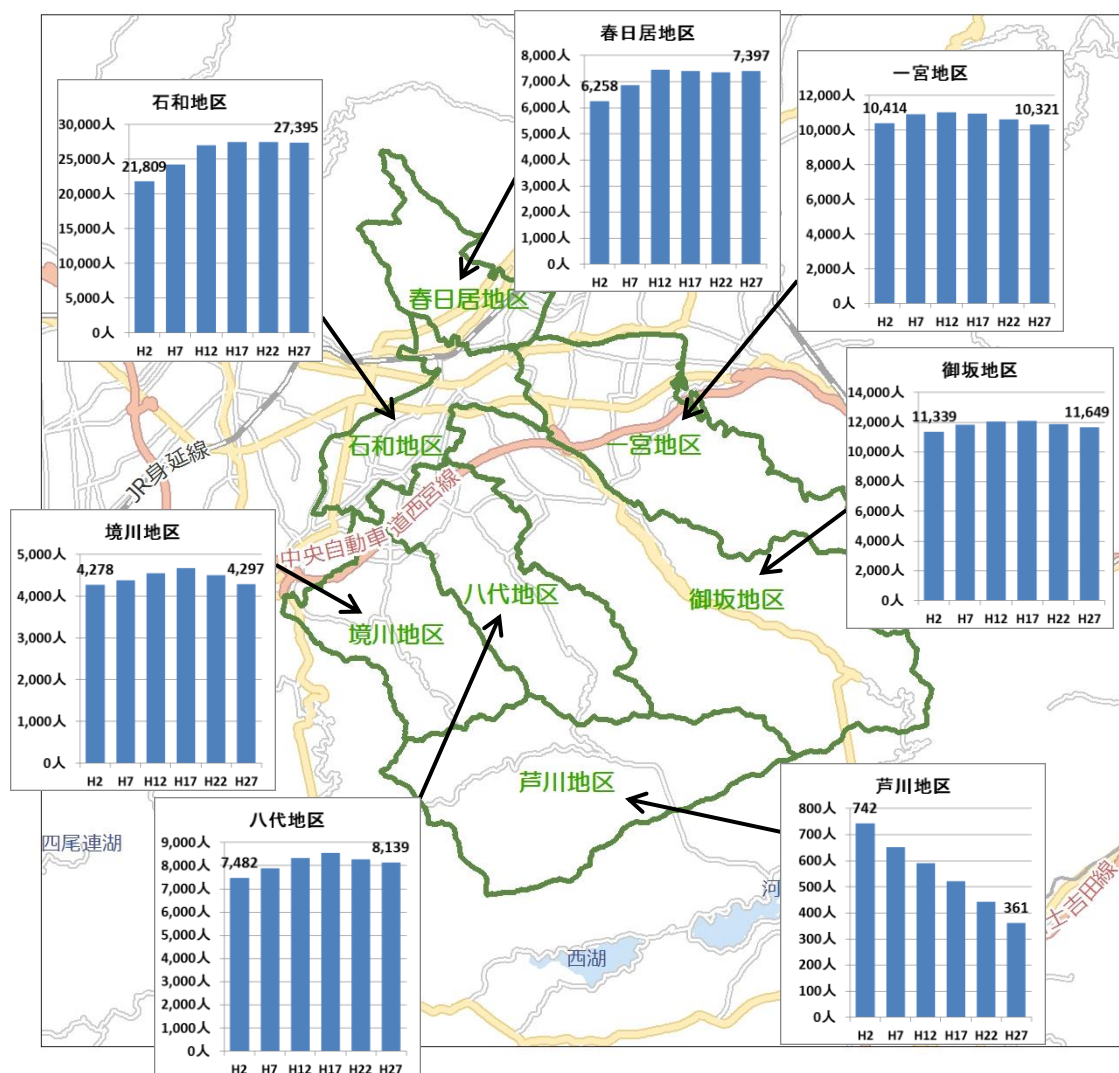 春日居地区
8,000人
7,000人
6,000人
5,000人
4,000人
3,000人
2,000人
1,000人
0人
6,258
7,397
H2 H7 H12 H17 H22 H27
一宮地区
12,000人
10,000人
8,000人
6,000人
4,000人
2,000人
0人
10,414
10,321
H2 H7 H12 H17 H22 H27
石和地区
30,000人
25,000人
20,000人
15,000人
10,000人
5,000人
0人
21,809
27,395
H2 H7 H12 H17 H22 H27
御坂地区
14,000人
12,000人
10,000人
8,000人
6,000人
4,000人
2,000人
0人
11,339
11,649
H2 H7 H12 H17 H22 H27
春日居地区
石和地区
一宮地区
JR身延線
中央自動車道西宮線
八代地区
御坂地区
境川地区
芦川地区
境川地区
5,000人
4,000人
3,000人
2,000人
1,000人
0人
4,278
4,297
H2 H7 H12 H17 H22 H27
八代地区
9,000人
8,000人
7,000人
6,000人
5,000人
4,000人
3,000人
2,000人
1,000人
0人
7,482
8,139
H2 H7 H12 H17 H22 H27
芦川地区
800人
700人
600人
500人
400人
300人
200人
100人
0人
742
361
H2 H7 H12 H17 H22 H27
四尾連湖
西湖
河
士吉田線